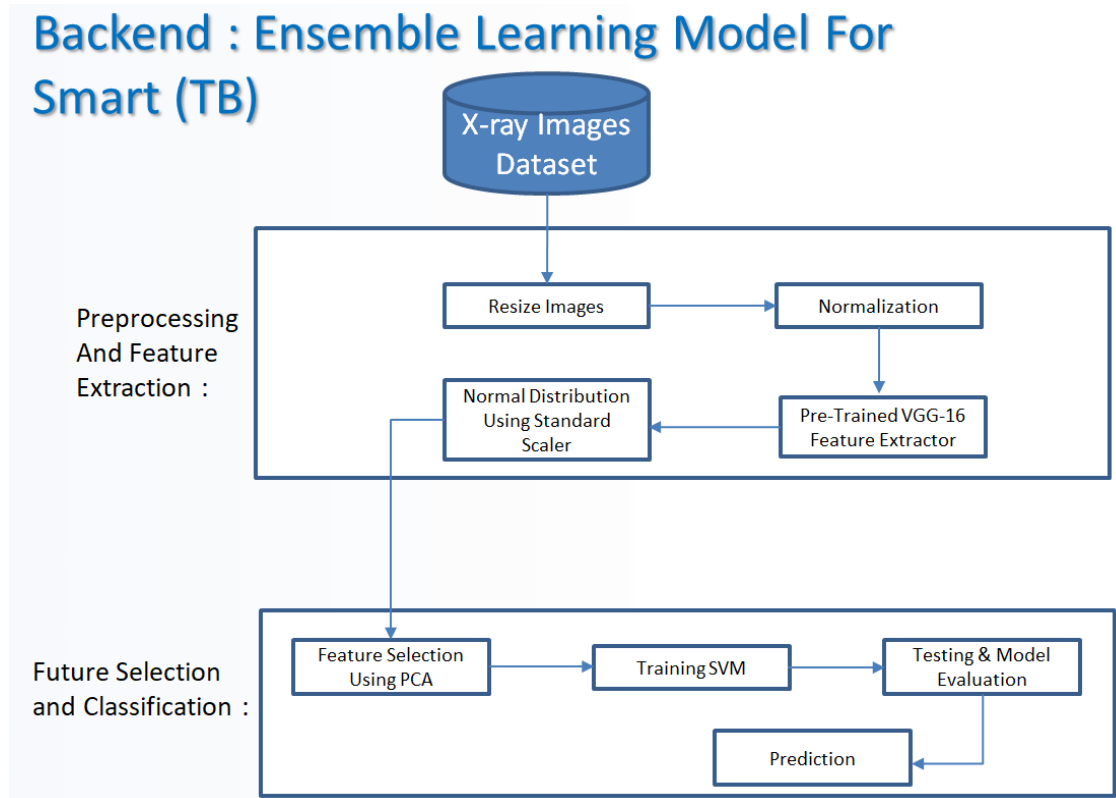 Backend : Ensemble Learning Model For
Smart (TB)
X-ray Images
Dataset
Preprocessing
And Feature
Extraction :
Resize Images
Normalization
Normal Distribution
Using Standard
Scaler
Pre-Trained VGG-16
Feature Extractor
Future Selection
and Classification :
Feature Selection
Using PCA
Training SVM
Testing & Model
Evaluation
Prediction